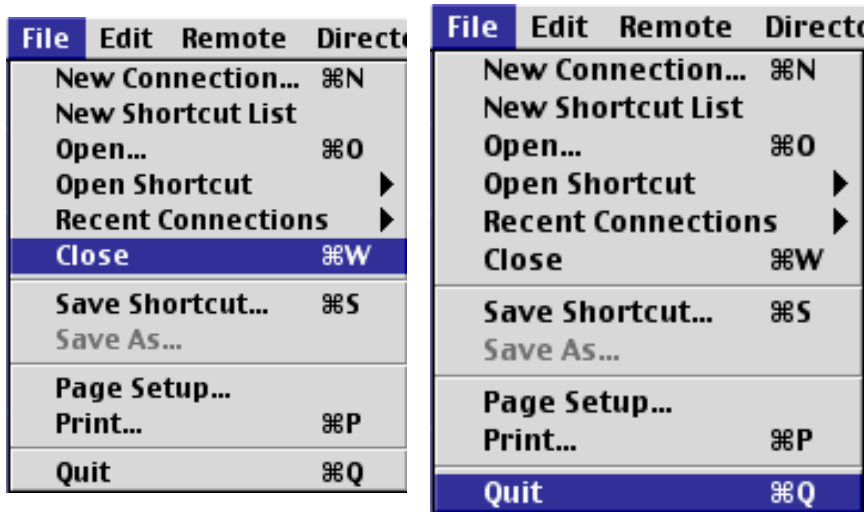 File Edit Remote Directo
New Connection... ⌘N
New Shortcut List
Open... ⌘O
Open Shortcut ▶
Recent Connections ▶
Close ⌘W
Save Shortcut... ⌘S
Save As...
Page Setup...
Print... ⌘P
Quit ⌘Q
File Edit Remote Directo
New Connection... ⌘N
New Shortcut List
Open... ⌘O
Open Shortcut ▶
Recent Connections ▶
Close ⌘W
Save Shortcut... ⌘S
Save As...
Page Setup...
Print... ⌘P
Quit ⌘Q